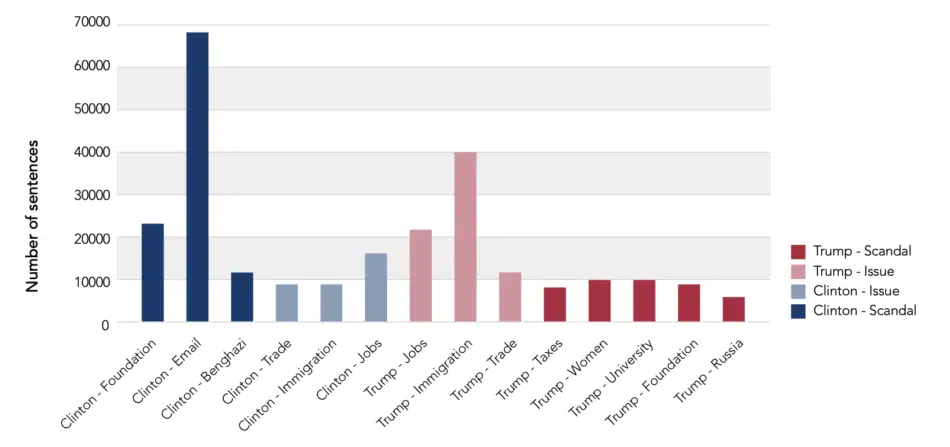 70000
60000
50000
40000
30000
20000
10000
0
Number of sentences
Clinton - Foundation
Clinton - Email
Clinton - Benghazi
Clinton - Trade
Clinton - Immigration
Clinton - Jobs
Trump - Jobs
Trump - Immigration
Trump - Trade
Trump - Taxes
Trump - Women
Trump - University
Trump - Foundation
Trump - Russia
Trump - Scandal
Trump - Issue
Clinton - Issue
Clinton - Scandal